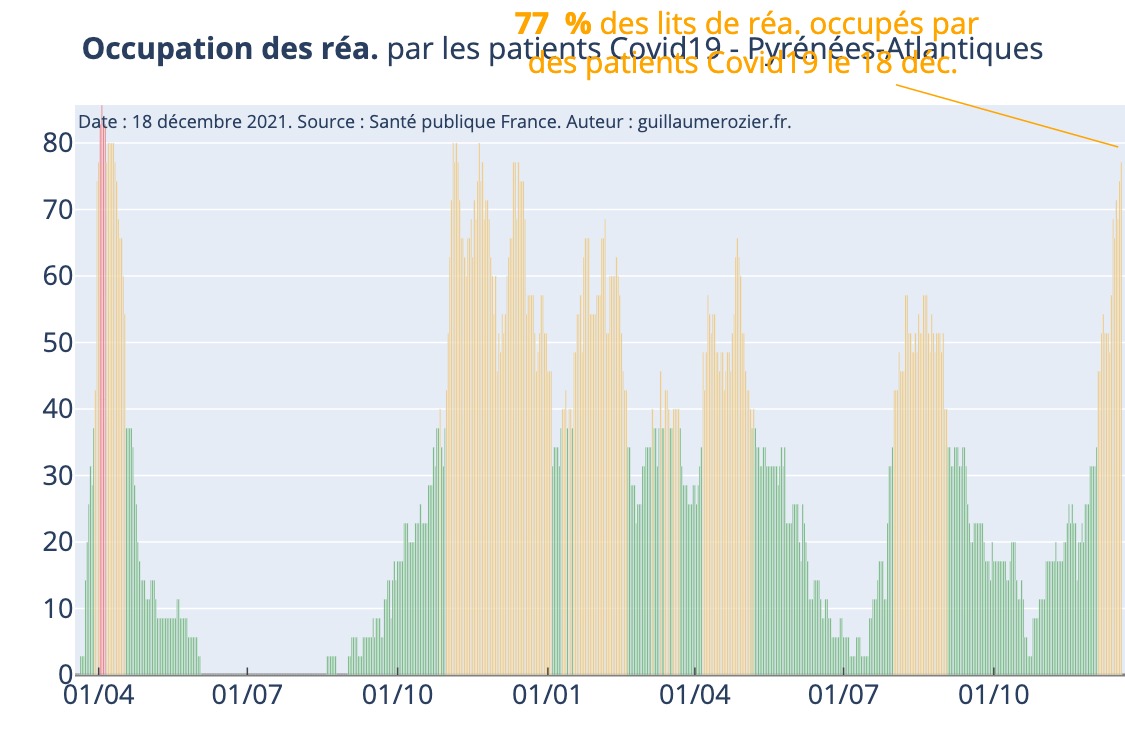 77 % des lits de réa. occupés par
Occupation des réa. par les patients Covid19 - Pyrénées-Atlantiques
des patients Covid19 le 18 déc.
Date : 18 décembre 2021. Source : Santé publique France. Auteur : guillaumerozier.fr.
80
70
60
50
40
30
20
10
0
01/04 01/07 01/10 01/01 01/04 01/07 01/10